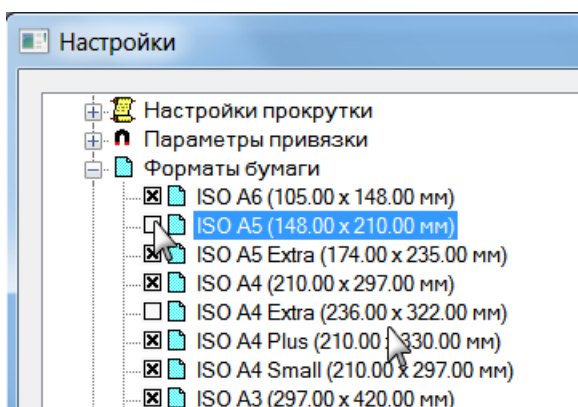 Настройки
Настройки прокрутки
Параметры привязки
Форматы бумаги
ISO A6 (105.00 x 148.00 мм)
ISO A5 (148.00 x 210.00 мм)
ISO A5 Extra (174.00 x 235.00 мм)
ISO A4 (210.00 x 297.00 мм)
ISO A4 Extra (236.00 x 322.00 мм)
ISO A4 Plus (210.00 x 330.00 мм)
ISO A4 Small (210.00 x 297.00 мм)
ISO A3 (297.00 x 420.00 мм)